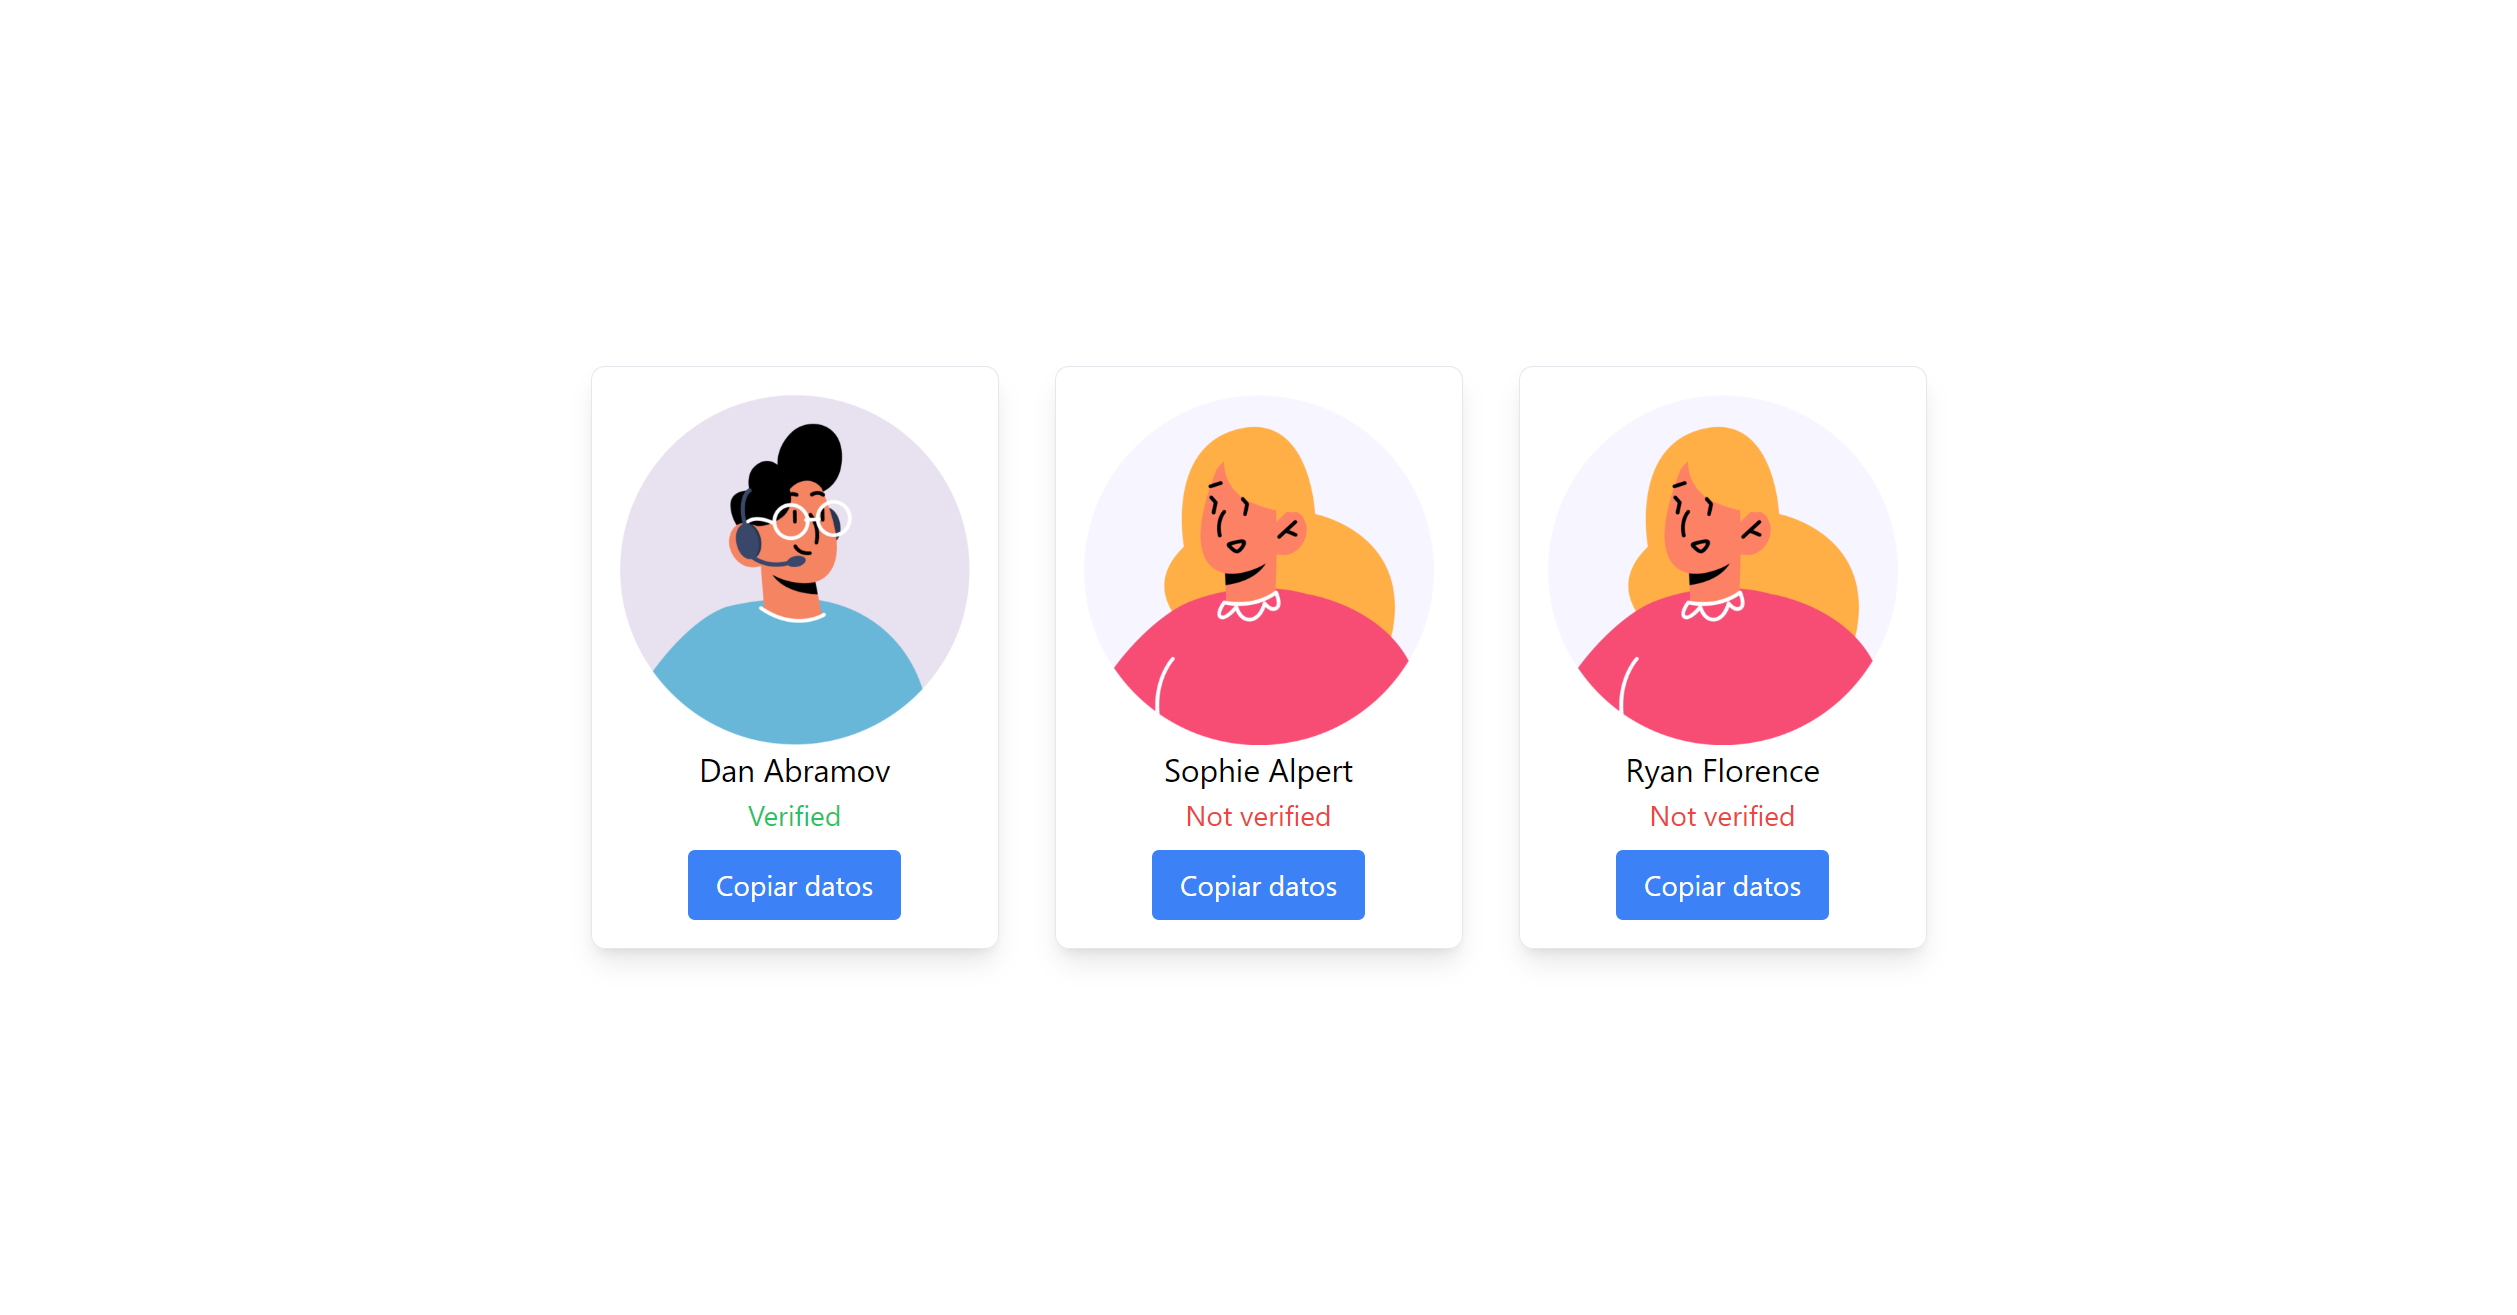 Dan Abramov
Verified
Copiar datos
Sophie Alpert
Not verified
Copiar datos
Ryan Florence
Not verified
Copiar datos